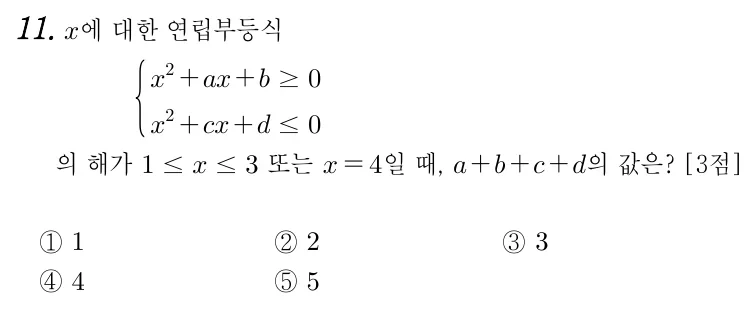 11. x에 대한 연립부등식
x² + ax + b ≥ 0
x² + cx + d ≤ 0
의 해가 1 ≤ x ≤ 3 또는 x = 4일 때, a + b + c + d의 값은? [3점]
① 1 ② 2 ③ 3
④ 4 ⑤ 5